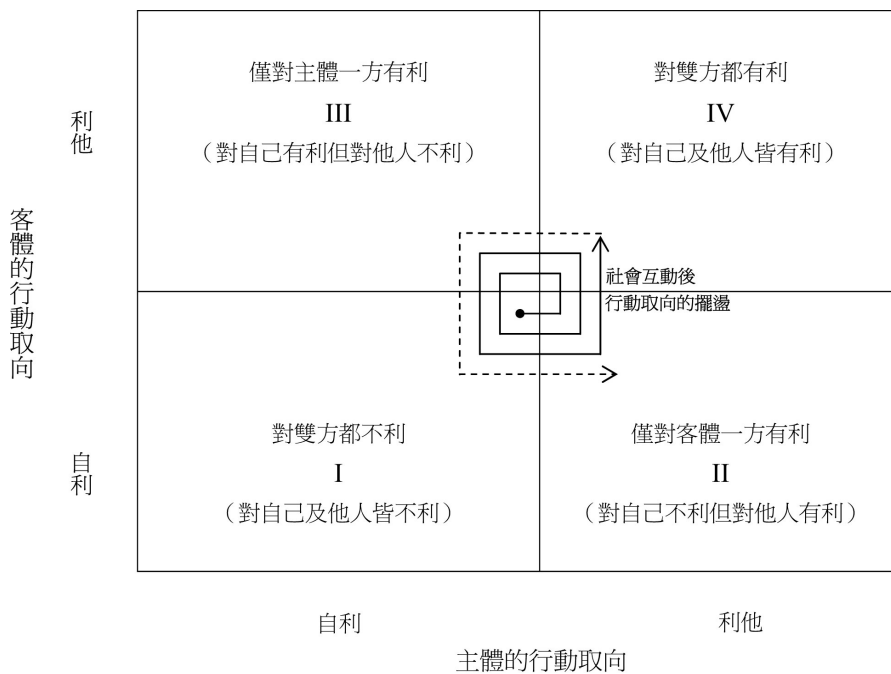 僅對主體一方有利
III
（對自己有利但對他人不利）
對雙方都有利
IV
（對自己及他人皆有利）
利他
客體的行動取向
社會互動後
行動取向的擺盪
對雙方都不利
I
（對自己及他人皆不利）
僅對客體一方有利
II
（對自己不利但對他人有利）
自利
自利
利他
主體的行動取向